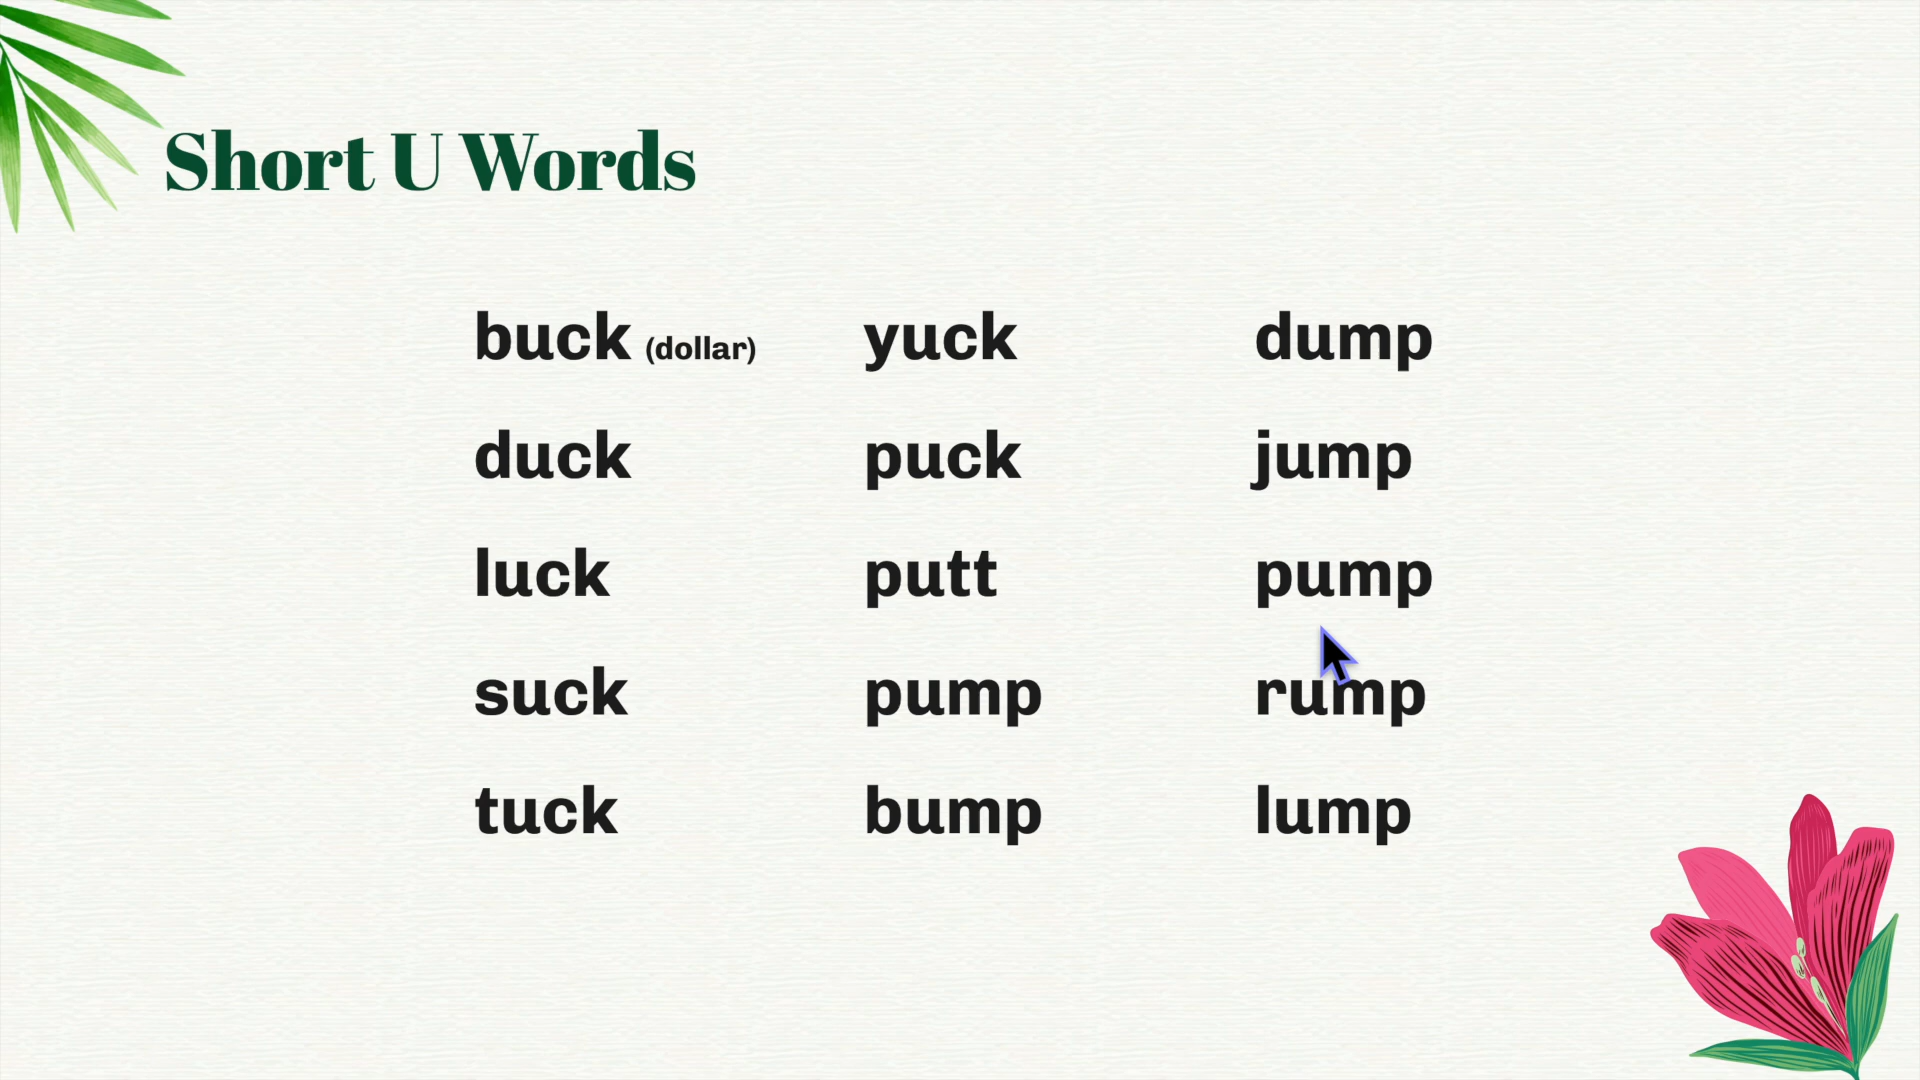 Short U Words
buck (dollar) yuck dump
duck puck jump
luck putt pump
suck pump rump
tuck bump lump